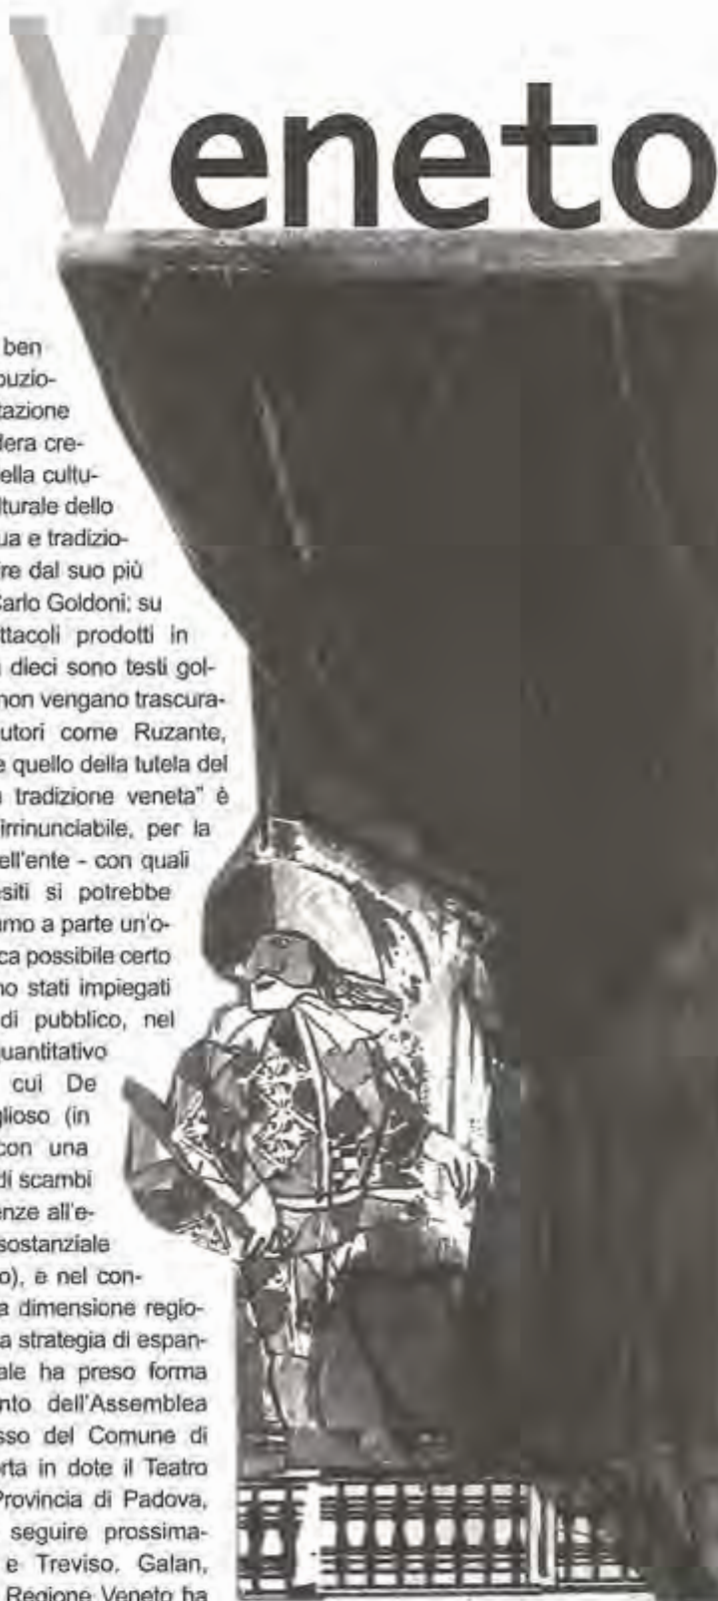 Veneto
ben
buzio-
tazione
dera cre-
ella cultu-
lturale dello
ua e tradizio-
ire dal suo più
Carlo Goldoni: su
ttacoli prodotti in
dieci sono testi gol-
non vengano trascura-
utori come Ruzante,
e quello della tutela del
tradizione veneta" è
irrinunciabile, per la
ell'ente - con quali
esiti si potrebbe
umo a parte un'o-
ca possibile certo
no stati impiegati
di pubblico, nel
quantitativo
cui De
glioso (in
con una
di scambi
enze all'e-
sostanziale
o), e nel con-
a dimensione regio-
a strategia di espan-
ale ha preso forma
nto dell'Assemblea
sso del Comune di
rta in dote il Teatro
Provincia di Padova,
seguire prossima-
e Treviso. Galan,
Regione Veneto ha